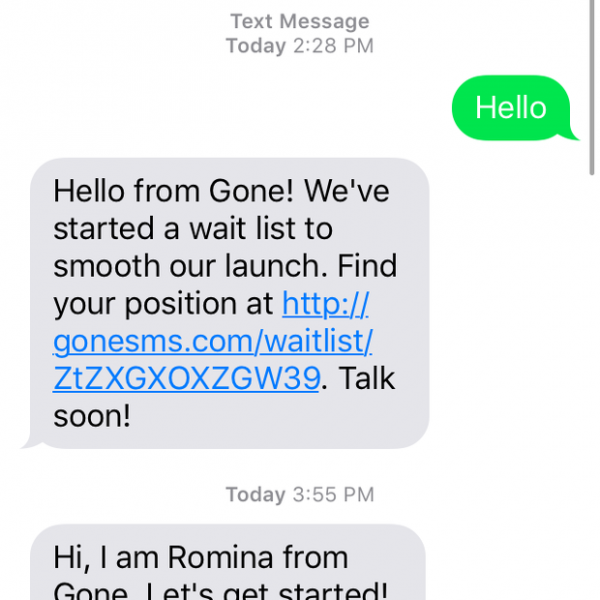 Text Message
Today 2:28 PM
Hello
Hello from Gone! We've
started a wait list to
smooth our launch. Find
your position at http://
gonesms.com/waitlist/
ZtZXGXOXZGW39. Talk
soon!
Today 3:55 PM
Hi, I am Romina from
Gone. Let's get started!